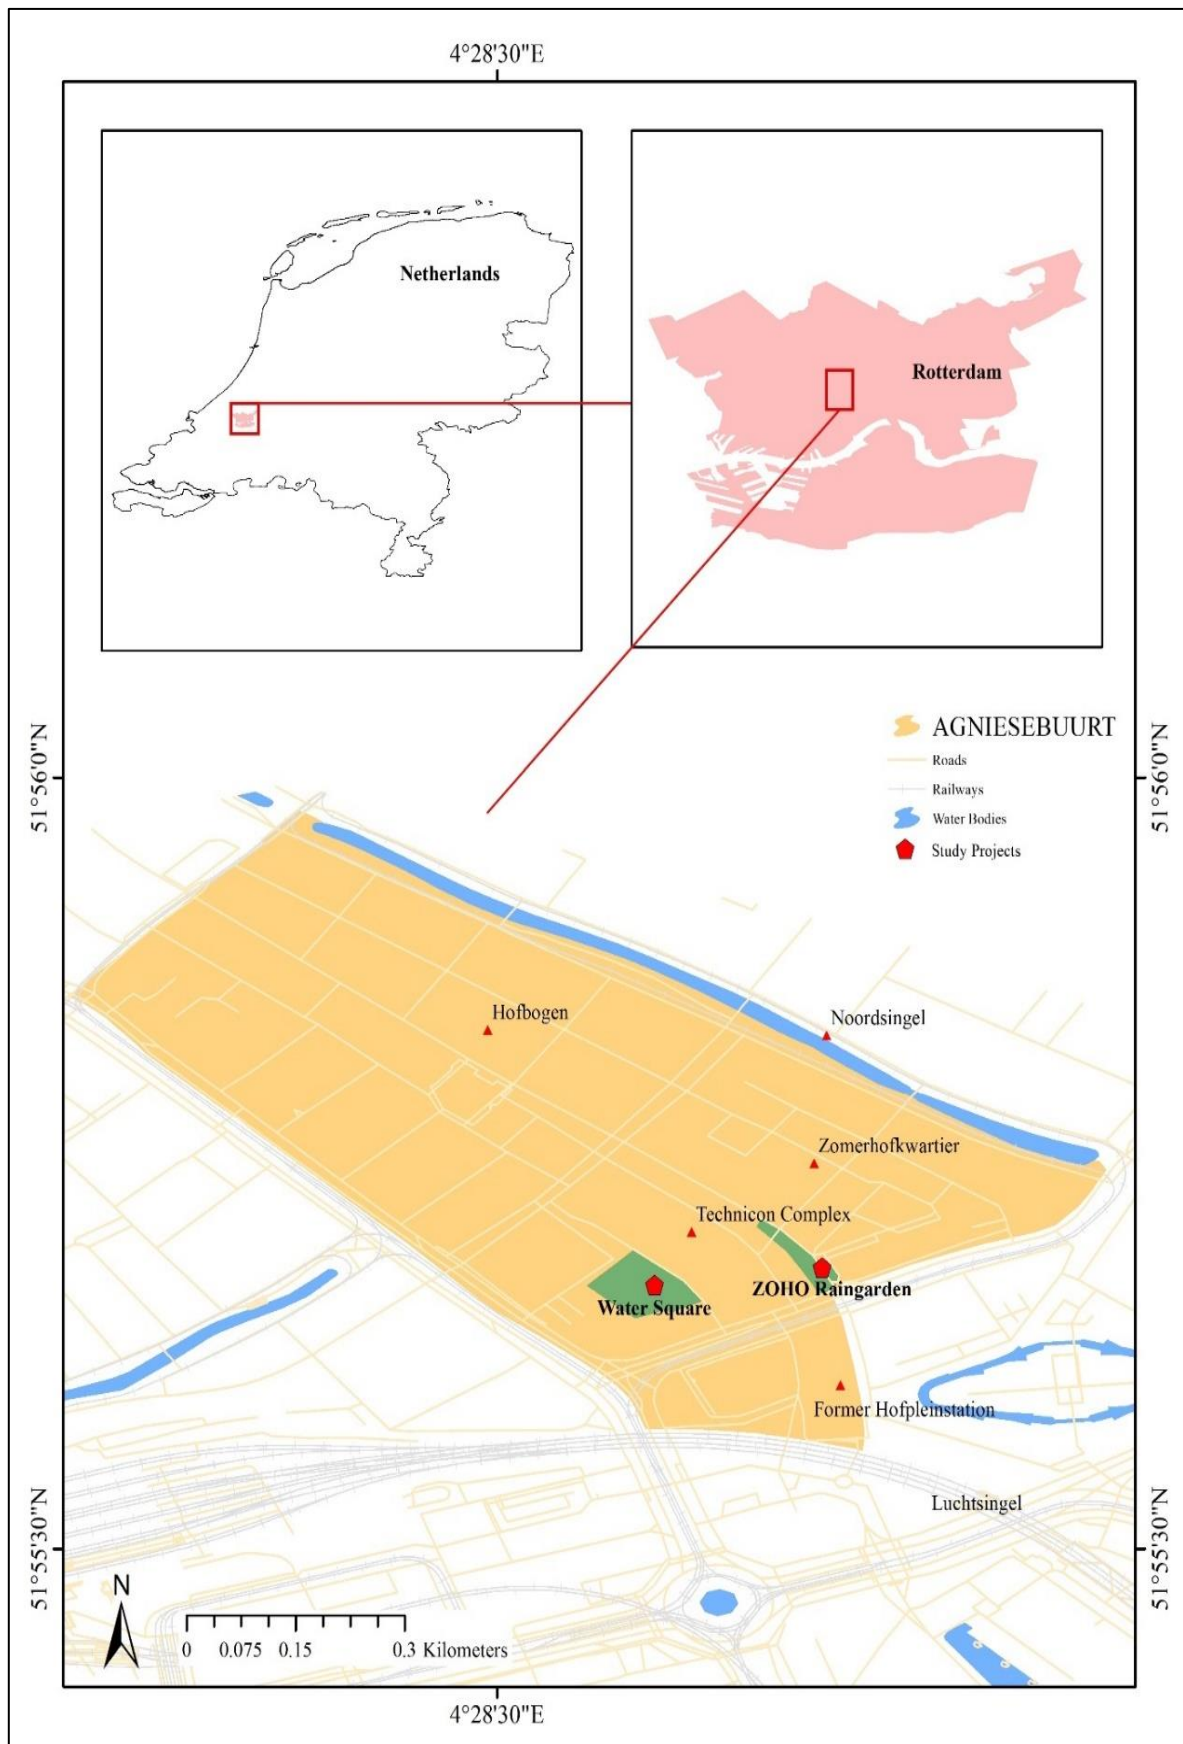 4°28'30"E
Netherlands
Rotterdam
AGNIESEBUURT
Roads
Railways
Water Bodies
Study Projects
51°56'0"N
51°56'0"N
Hofbogen
Noordsingel
Zomerhofkwartier
Technicon Complex
ZOHO Raingarden
Water Square
Former Hofpleinstation
Luchtsingel
51°55'30"N
51°55'30"N
N
0 0.075 0.15 0.3 Kilometers
4°28'30"E